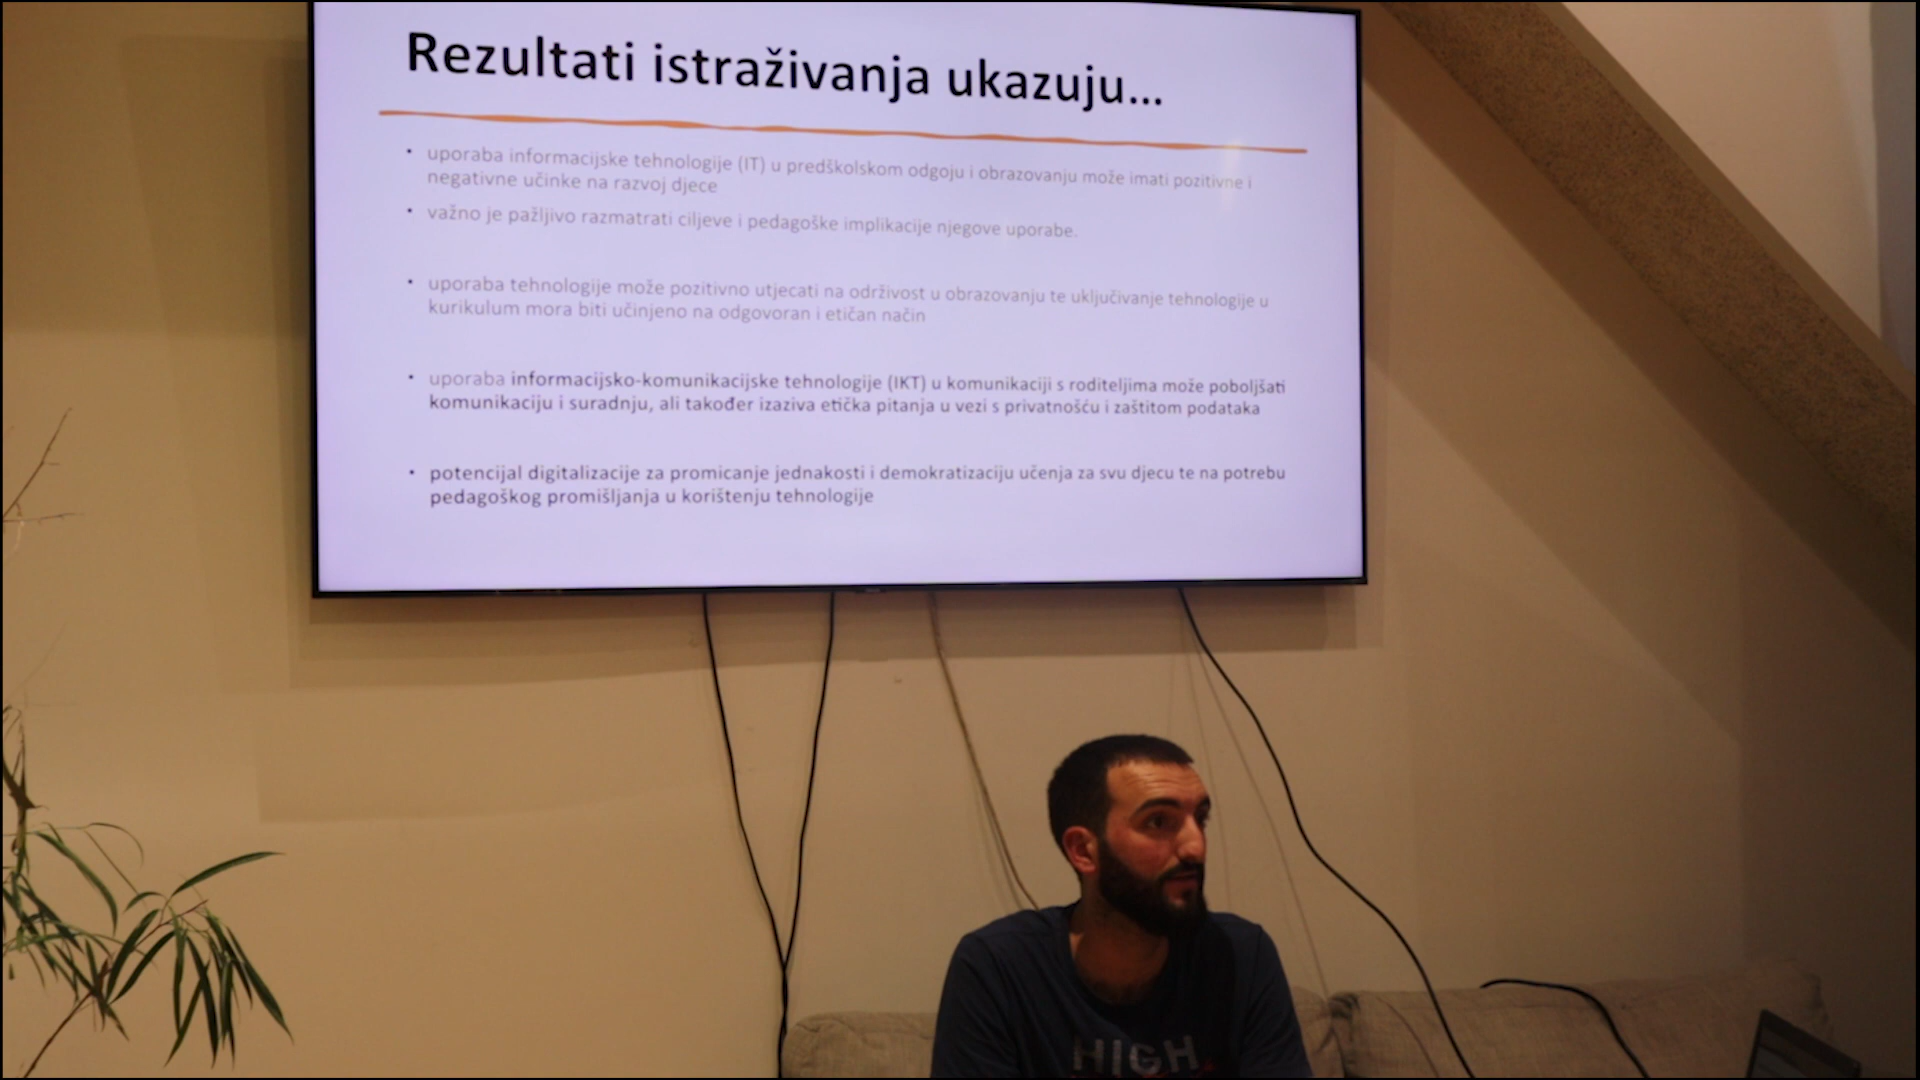 Rezultati istraživanja ukazuju...
• uporaba informacijske tehnologije (IT) u predškolskom odgoju i obrazovanju može imati pozitivne i
negativne učinke na razvoj djece
• važno je pažljivo razmatrati ciljeve i pedagoške implikacije njegove uporabe.
• uporaba tehnologije može pozitivno utjecati na održivost u obrazovanju te uključivanje tehnologije u
kurikulum mora biti učinjeno na odgovoran i etičan način
• uporaba informacijsko-komunikacijske tehnologije (IKT) u komunikaciji s roditeljima može poboljšati
komunikaciju i suradnju, ali također izaziva etička pitanja u vezi s privatnošću i zaštitom podataka
• potencijal digitalizacije za promicanje jednakosti i demokratizaciju učenja za svu djecu te na potrebu
pedagoškog promišljanja u korištenju tehnologije
HIGH.